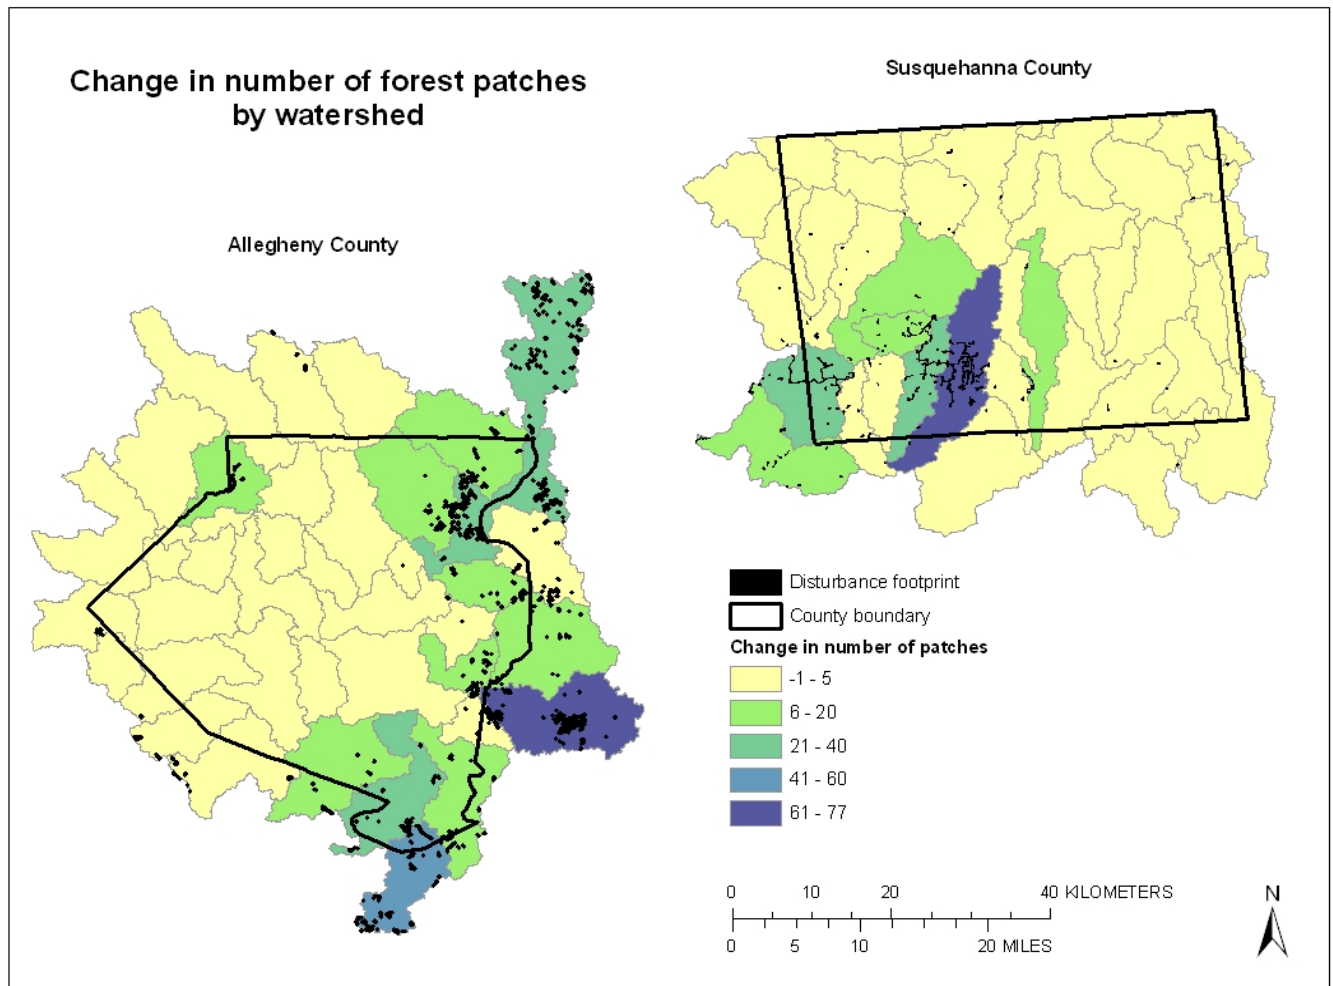 Change in number of forest patches
by watershed
Susquehanna County
Allegheny County
Disturbance footprint
County boundary
Change in number of patches
-1 - 5
6 - 20
21 - 40
41 - 60
61 - 77
0 10 20 40 KILOMETERS
0 5 10 20 MILES
N